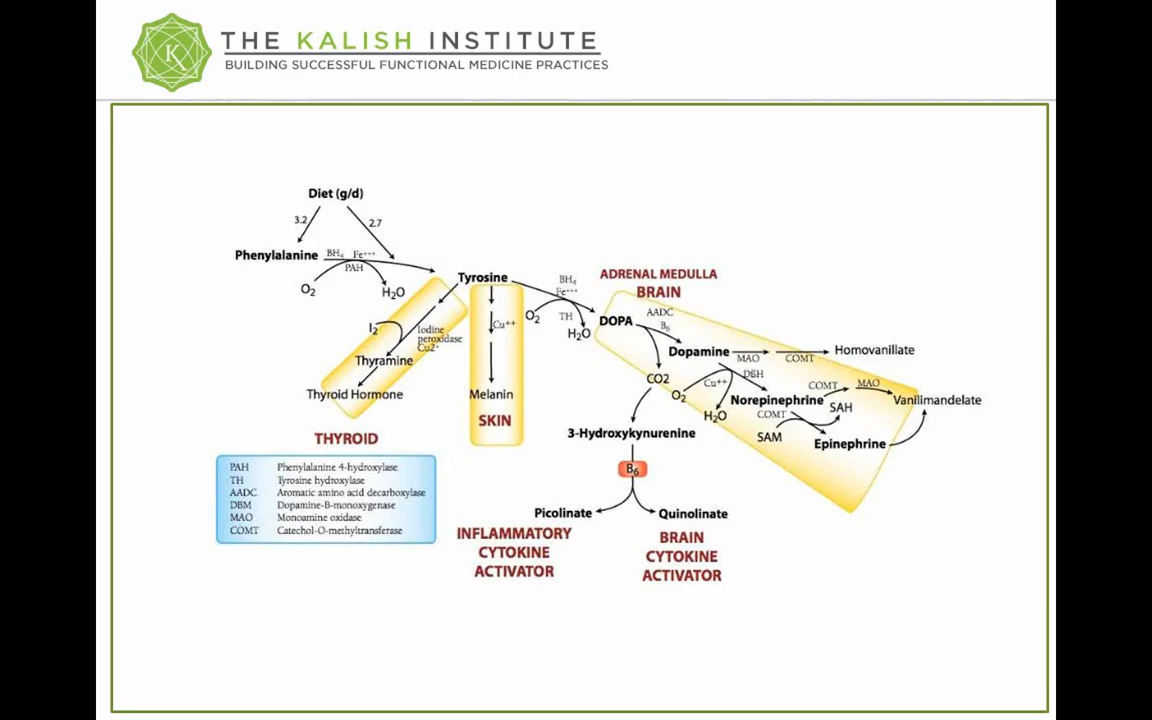 THE KALISH INSTITUTE
BUILDING SUCCESSFUL FUNCTIONAL MEDICINE PRACTICES
Diet (g/d)
3.2
2.7
Phenylalanine
BH4 Fe+++
PAH
O2
H2O
Tyrosine
BH4
Fe+++
TH
O2
H2O
ADRENAL MEDULLA
BRAIN
DOPA
AADC
B6
I2
Iodine
peroxidase
Cu2-
Thyramine
Thyroid Hormone
THYROID
Cu++
Melanin
SKIN
Dopamine
MAO
COMT
Homovanillate
CO2
O2
Cu++
DBH
H2O
Norepinephrine
COMT
MAO
Vanilimandelate
COMT
SAH
SAM
Epinephrine
3-Hydroxykynurenine
B6
Picolinate
Quinolinate
INFLAMMATORY
CYTOKINE
ACTIVATOR
BRAIN
CYTOKINE
ACTIVATOR
PAH Phenylalanine 4-hydroxylase
TH Tyrosine hydroxylase
AADC Aromatic amino acid decarboxylase
DBM Dopamine-B-monoxygenase
MAO Monoamine oxidase
COMT Catechol-O-methyltransferase